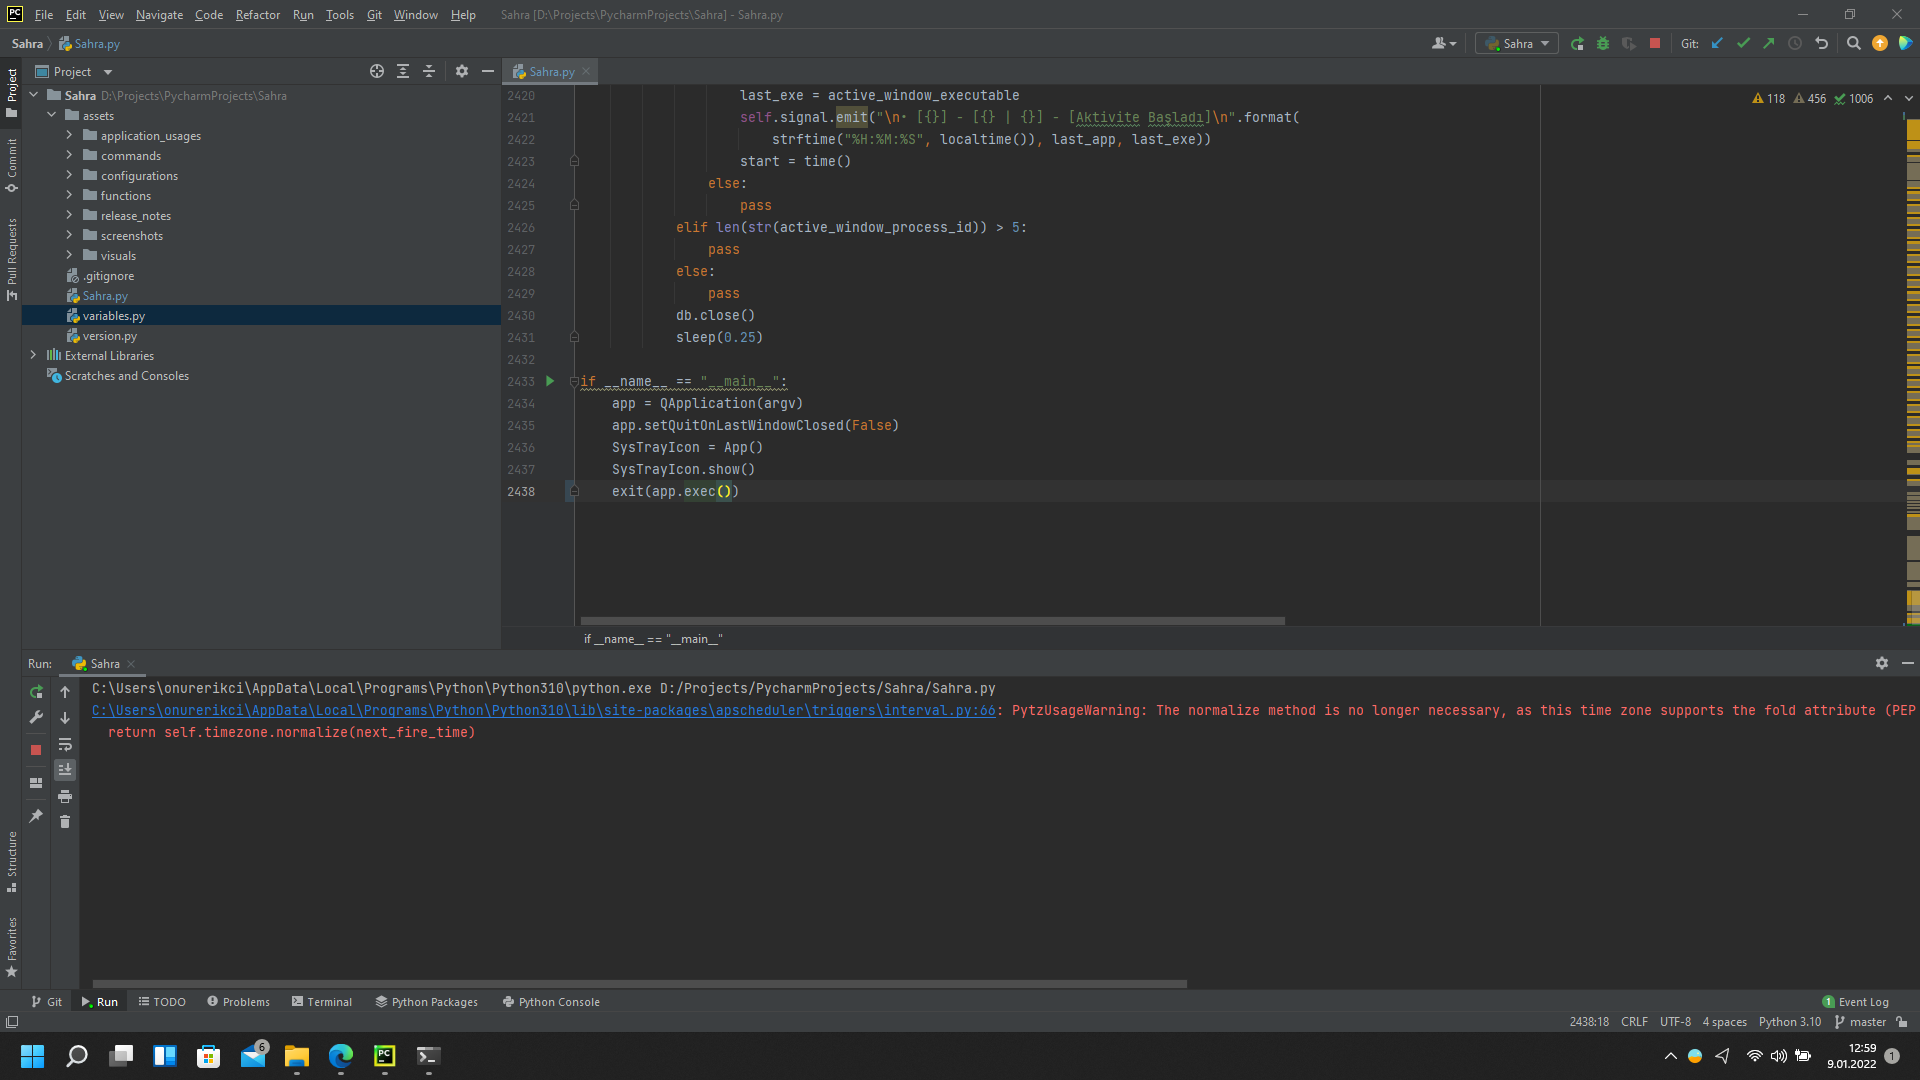 File Edit View Navigate Code Refactor Run Tools Git Window Help Sahra [D:\Projects\PycharmProjects\Sahra] - Sahra.py
Sahra Sahra.py
Sahra Git:
Project
Sahra.py
Sahra D:\Projects\PycharmProjects\Sahra
assets
application_usages
commands
configurations
functions
release_notes
screenshots
visuals
.gitignore
Sahra.py
variables.py
version.py
External Libraries
Scratches and Consoles
Project
Commit
Pull Requests
Structure
Favorites
118 456 1006
2420 last_exe = active_window_executable
2421 self.signal.emit("\n• [{}] - [{} | {}] - [Aktivite Başladı]\n".format(
2422 strftime("%H:%M:%S", localtime()), last_app, last_exe))
2423 start = time()
2424 else:
2425 pass
2426 elif len(str(active_window_process_id)) > 5:
2427 pass
2428 else:
2429 pass
2430 db.close()
2431 sleep(0.25)
2432
2433 if __name__ == "__main__":
2434 app = QApplication(argv)
2435 app.setQuitOnLastWindowClosed(False)
2436 SysTrayIcon = App()
2437 SysTrayIcon.show()
2438 exit(app.exec())
if __name__ == "__main__"
Run: Sahra
C:\Users\onurerikci\AppData\Local\Programs\Python\Python310\python.exe D:/Projects/PycharmProjects/Sahra/Sahra.py
C:\Users\onurerikci\AppData\Local\Programs\Python\Python310\lib\site-packages\apscheduler\triggers\interval.py:66: PytzUsageWarning: The normalize method is no longer necessary, as this time zone supports the fold attribute (PEP
return self.timezone.normalize(next_fire_time)
Git Run TODO Problems Terminal Python Packages Python Console
1 Event Log
2438:18 CRLF UTF-8 4 spaces Python 3.10 master
6
PC
12:59
9.01.2022
1